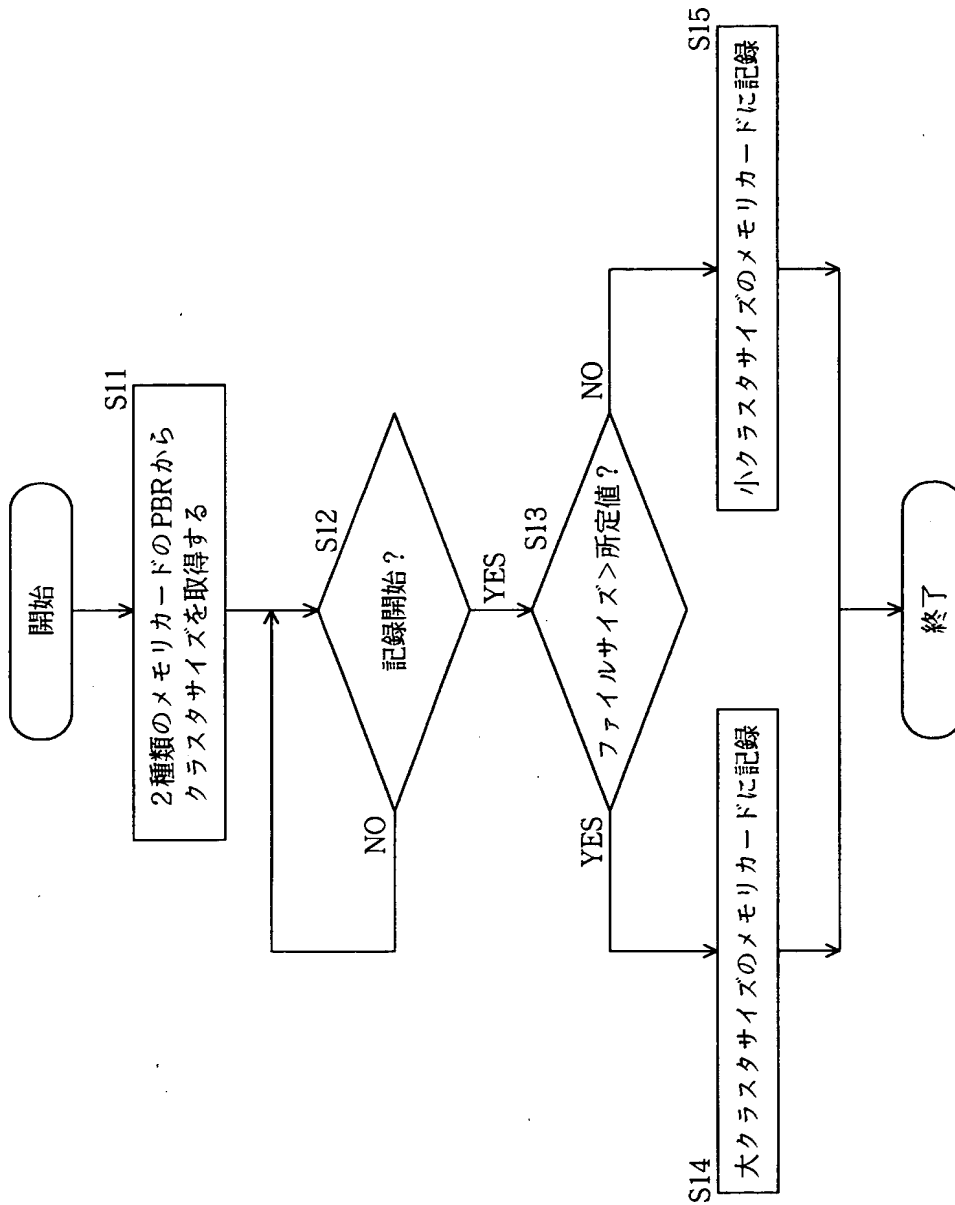 開始
S11
2種類のメモリカードのPBRから
クラスタサイズを取得する
S12
記録開始?
NO
YES
S13
ファイルサイズ>所定値?
YES
NO
S14
大クラスタサイズのメモリカードに記録
S15
小クラスタサイズのメモリカードに記録
終了